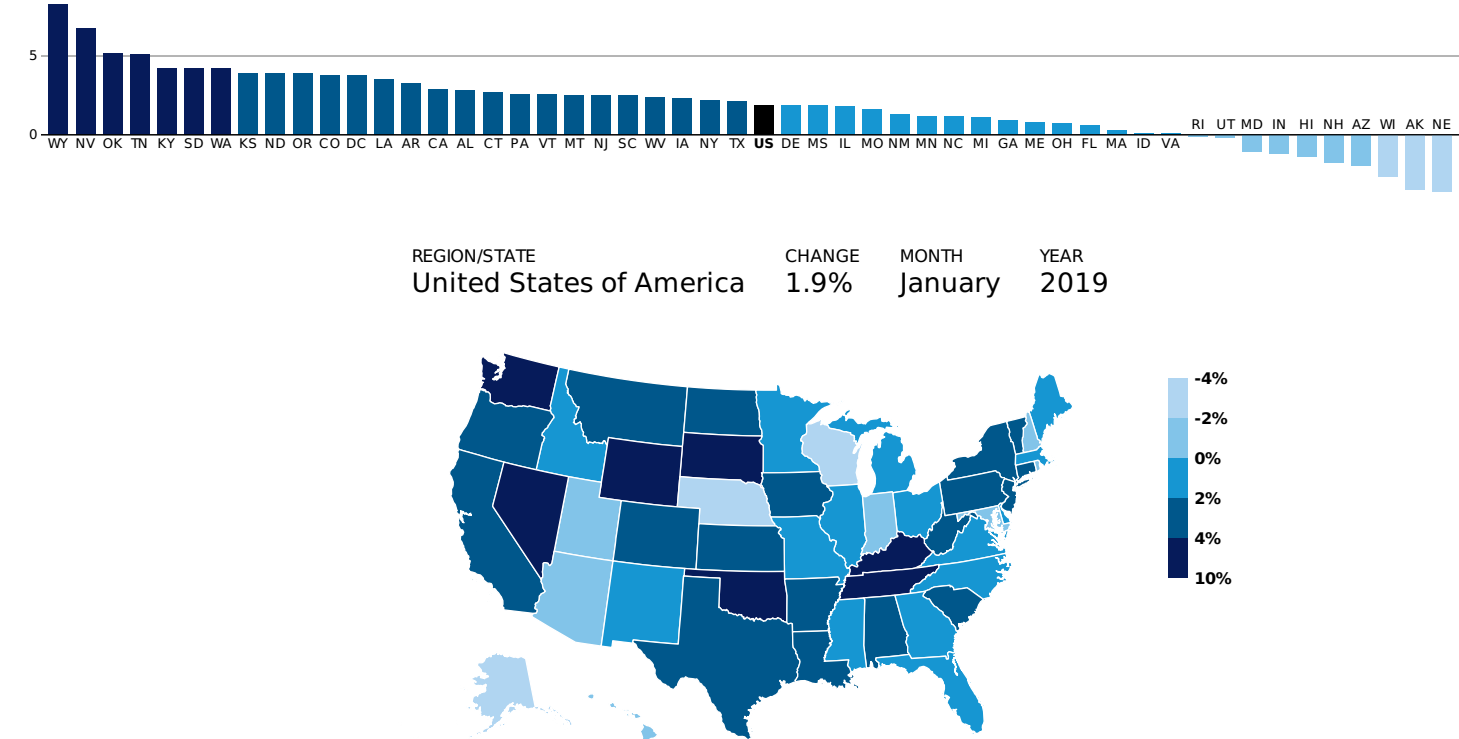 5
0
RI UT MD IN HI NH AZ WI AK NE
WY NV OK TN KY SD WA KS ND OR CO DC LA AR CA AL CT PA VT MT NJ SC WV IA NY TX US DE MS IL MO NM MN NC MI GA ME OH FL MA ID VA
REGION/STATE CHANGE MONTH YEAR
United States of America 1.9% January 2019
-4%
-2%
0%
2%
4%
10%